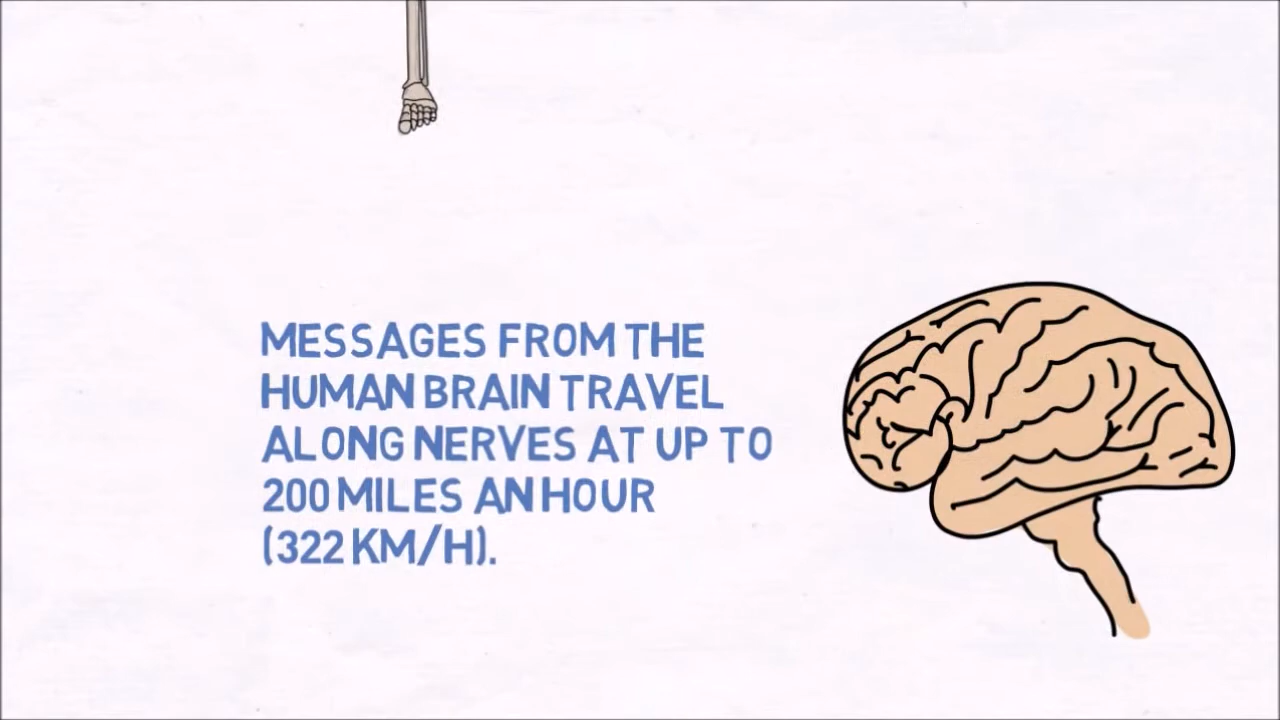 MESSAGES FROM THE
HUMAN BRAIN TRAVEL
ALONG NERVES AT UP TO
200 MILES AN HOUR
(322 KM/H).